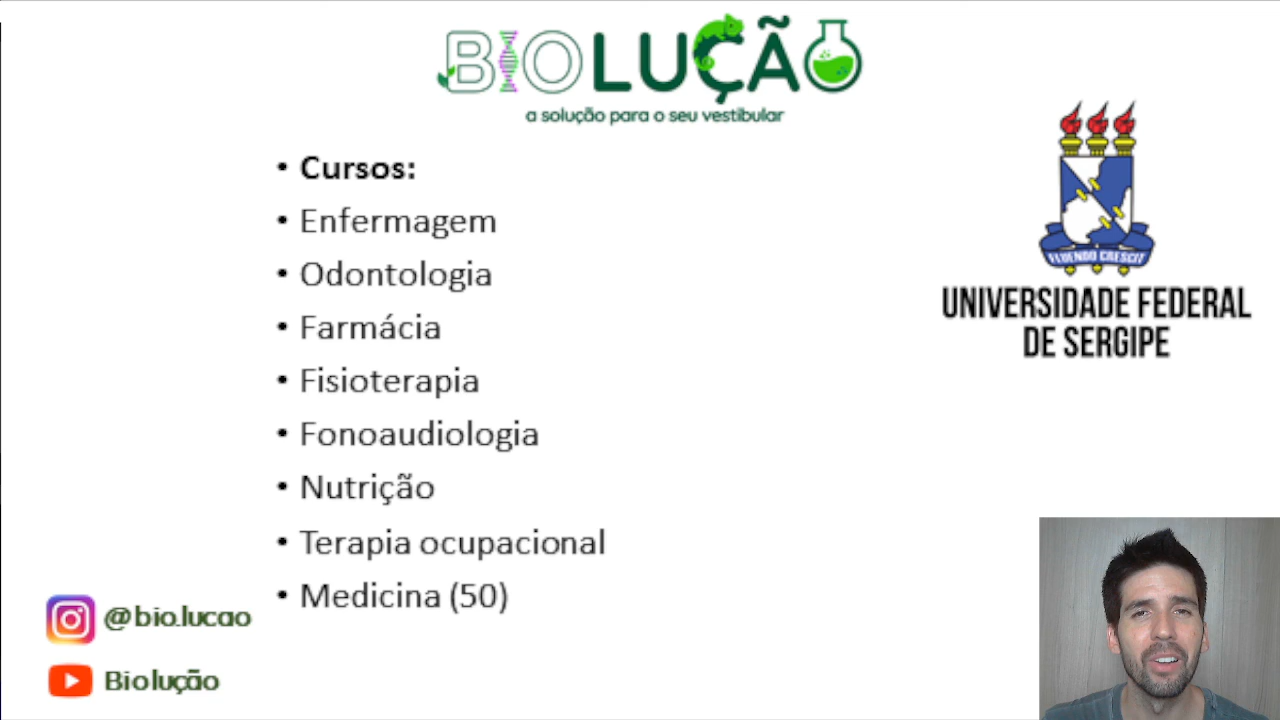 BIOLUÇÃO
a solução para o seu vestibular
• Cursos:
• Enfermagem
• Odontologia
• Farmácia
• Fisioterapia
• Fonoaudiologia
• Nutrição
• Terapia ocupacional
• Medicina (50)
FLUENDO CRESCIT
UNIVERSIDADE FEDERAL
DE SERGIPE
@bio.lucao
Biolução